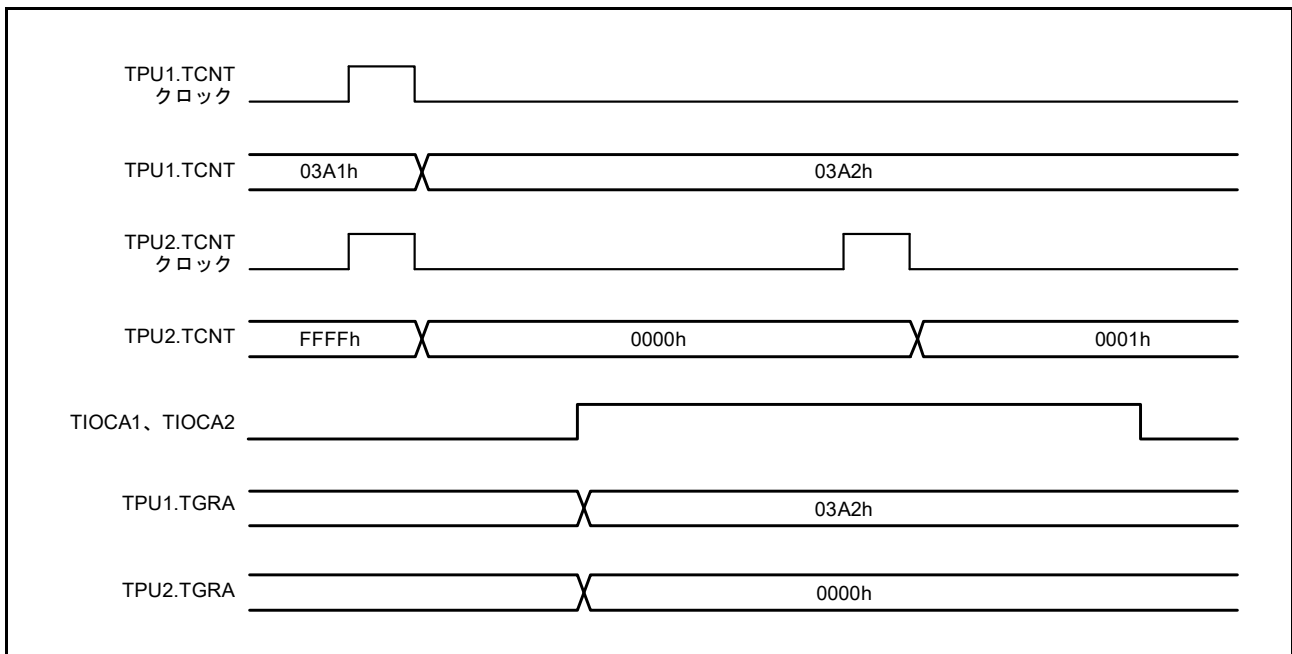 TPU1.TCNT
クロック
TPU1.TCNT
03A1h
03A2h
TPU2.TCNT
クロック
TPU2.TCNT
FFFFh
0000h
0001h
TIOCA1、TIOCA2
TPU1.TGRA
03A2h
TPU2.TGRA
0000h